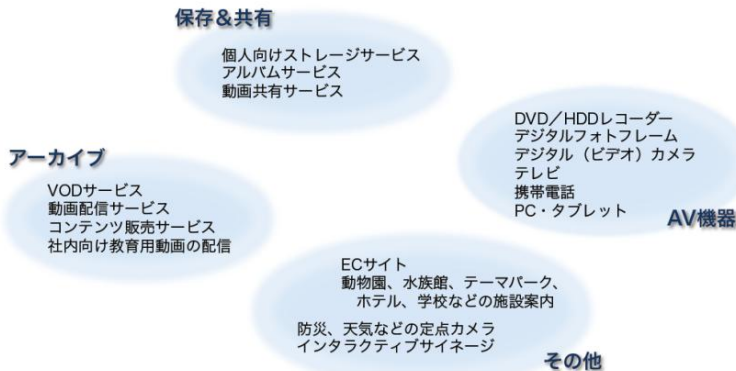 保存＆共有
個人向けストレージサービス
アルバムサービス
動画共有サービス
DVD／HDDレコーダー
デジタルフォトフレーム
デジタル（ビデオ）カメラ
テレビ
携帯電話
PC・タブレット
AV機器
アーカイブ
VODサービス
動画配信サービス
コンテンツ販売サービス
社内向け教育用動画の配信
ECサイト
動物園、水族館、テーマパーク、
ホテル、学校などの施設案内
防災、天気などの定点カメラ
インタラクティブサイネージ
その他